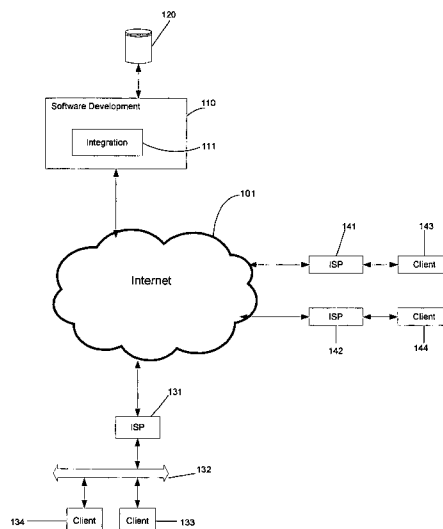 120
Software Development
110
Integration
111
101
141
143
Internet
ISP
Client
ISP
Client
142
144
131
ISP
132
134
Client
Client
133